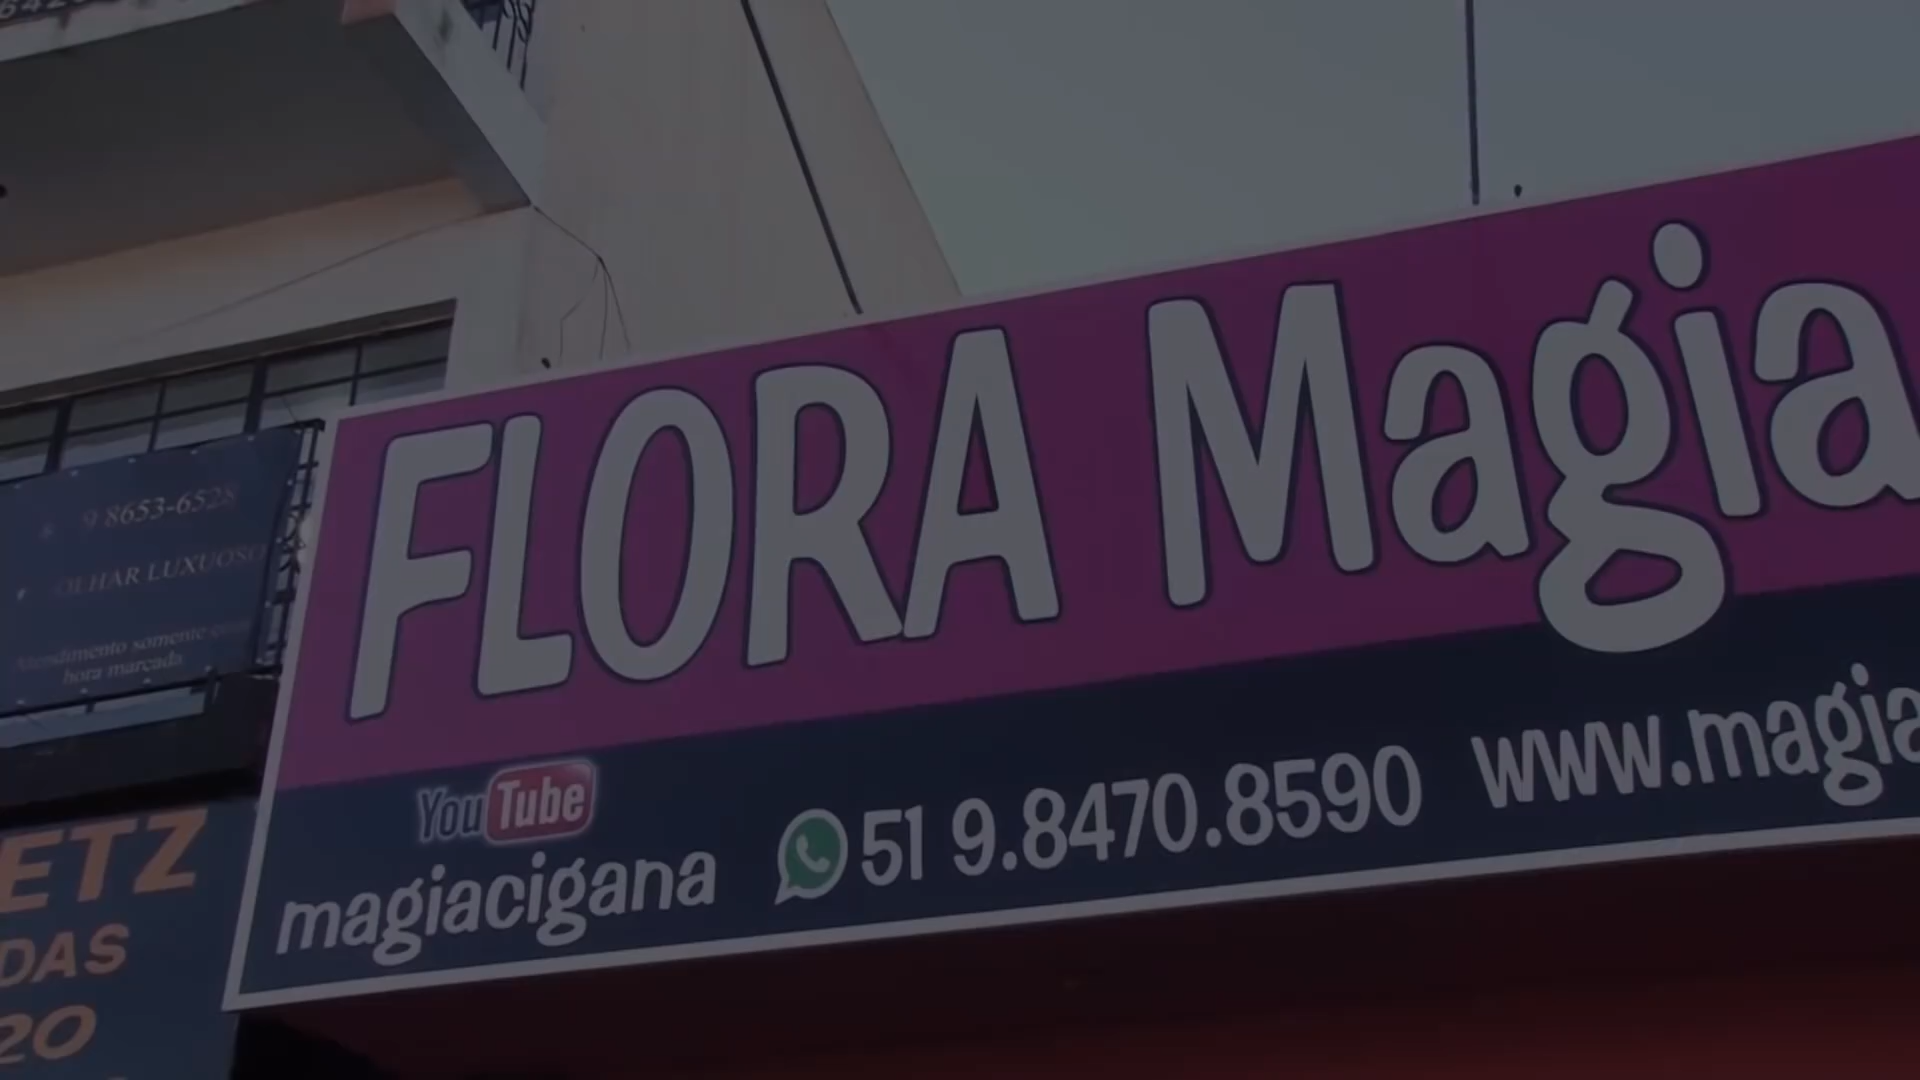 9 8653-6528
OLHAR LUXUOSO
Atendimento somente com
hora marcada
FLORA Magia
YouTube
magiacigana
51 9.8470.8590
www.magia
ETZ
DAS
20